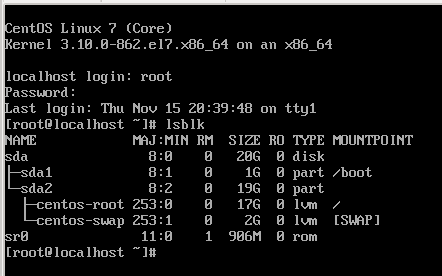 CentOS Linux 7 (Core)
Kernel 3.10.0-862.el7.x86_64 on an x86_64

localhost login: root
Password:
Last login: Thu Nov 15 20:39:48 on tty1
[root@localhost ~]# lsblk
NAME            MAJ:MIN RM  SIZE RO TYPE MOUNTPOINT
sda               8:0    0   20G  0 disk
├─sda1            8:1    0    1G  0 part /boot
└─sda2            8:2    0   19G  0 part
  ├─centos-root 253:0    0   17G  0 lvm  /
  └─centos-swap 253:1    0    2G  0 lvm  [SWAP]
sr0              11:0    1  906M  0 rom
[root@localhost ~]#